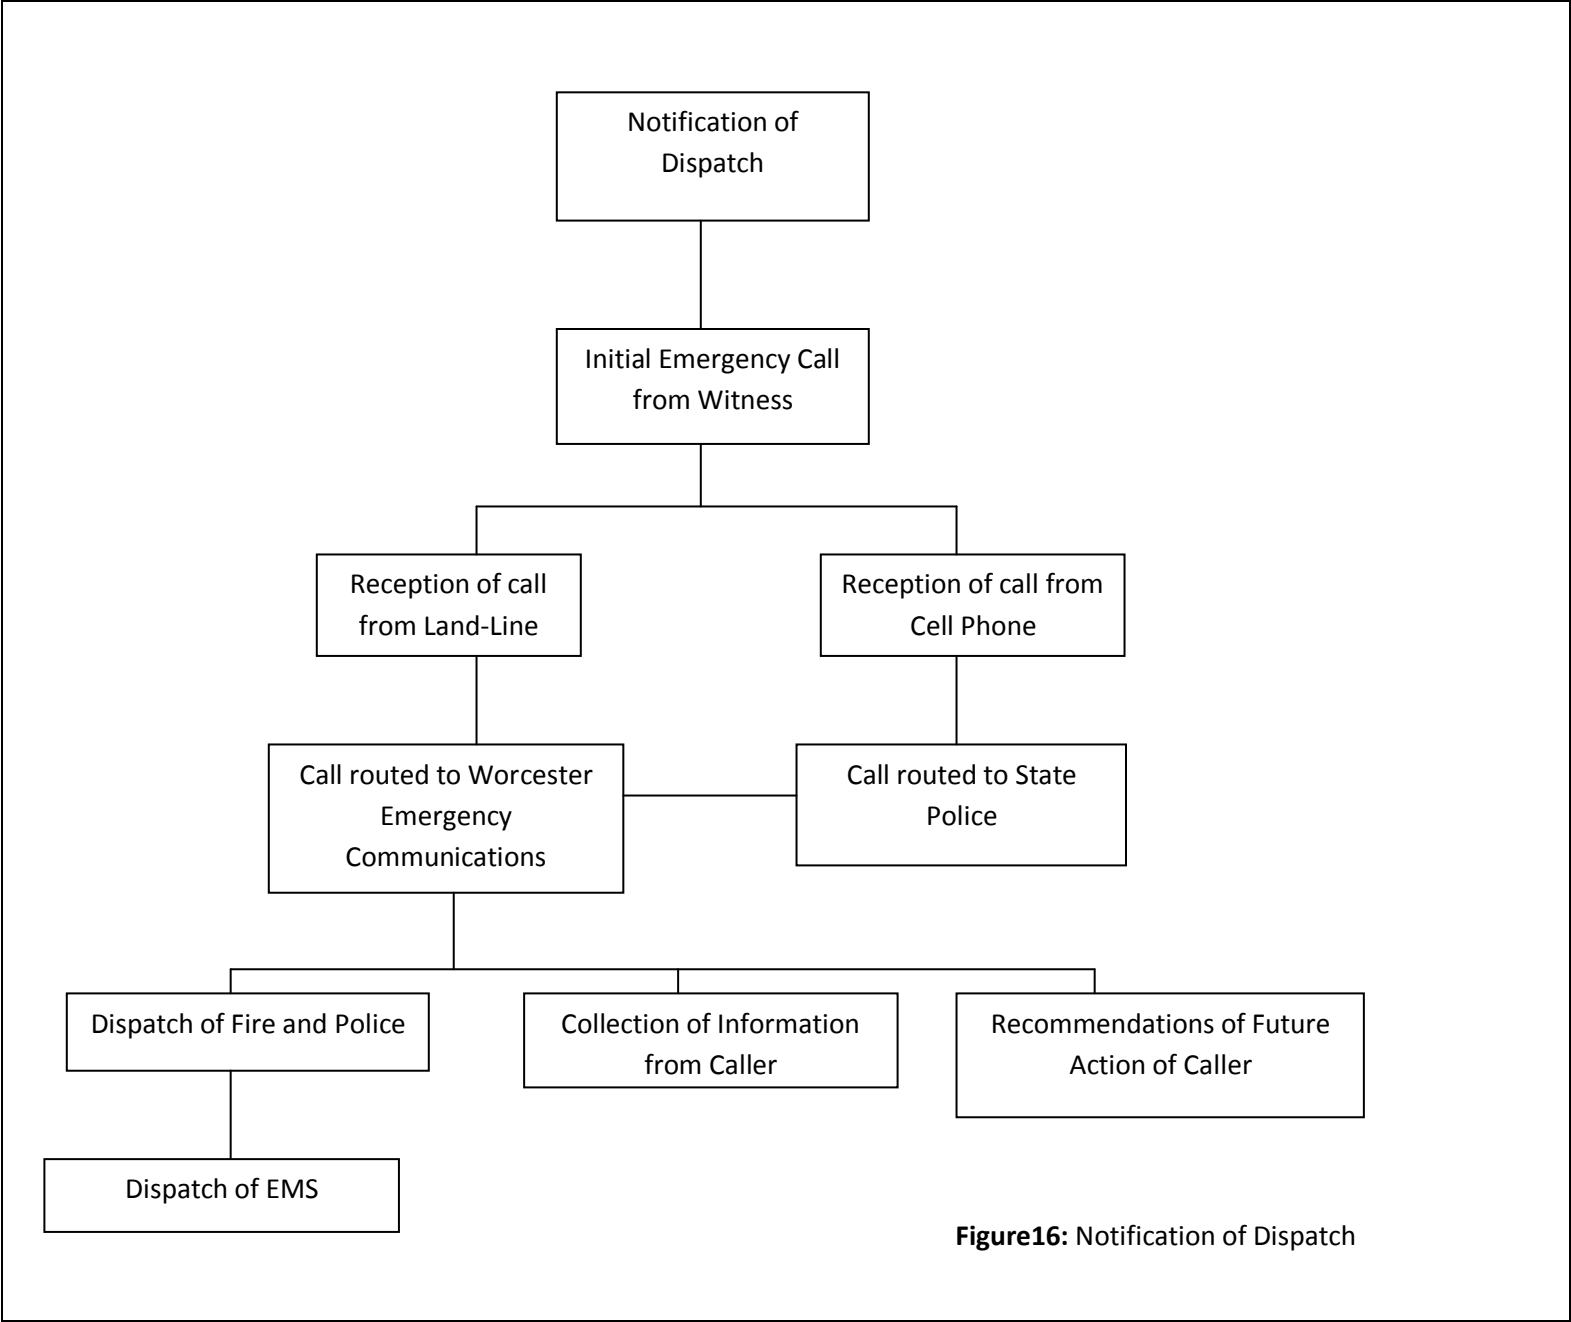 Notification of
Dispatch
Initial Emergency Call
from Witness
Reception of call
from Land-Line
Reception of call from
Cell Phone
Call routed to Worcester
Emergency
Communications
Call routed to State
Police
Dispatch of Fire and Police
Collection of Information
from Caller
Recommendations of Future
Action of Caller
Dispatch of EMS
Figure16: Notification of Dispatch